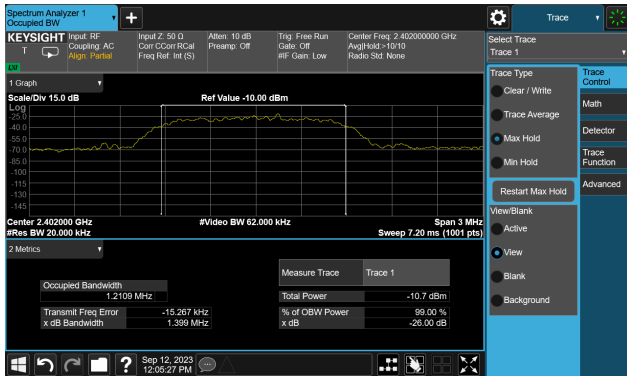 Spectrum Analyzer 1
Occupied BW
Trace
KEYSIGHT
Input: RF
Coupling: AC
Align: Partial
Input Z: 50 Ω
Corr CCorr RCal
Freq Ref: Int (S)
Atten: 10 dB
Preamp: Off
Trig: Free Run
Gate: Off
#IF Gain: Low
Center Freq: 2.402000000 GHz
Avg|Hold:>10/10
Radio Std: None
T
LXI
Select Trace
Trace 1
1 Graph
Scale/Div 15.0 dB
Ref Value -10.00 dBm
Log
-25.0
-40.0
-55.0
-70.0
-85.0
-100
-115
-130
-145
Center 2.402000 GHz
#Video BW 62.000 kHz
Span 3 MHz
#Res BW 20.000 kHz
Sweep 7.20 ms (1001 pts)
2 Metrics
Occupied Bandwidth
1.2109 MHz
Transmit Freq Error -15.267 kHz
x dB Bandwidth 1.399 MHz
Measure Trace Trace 1
Total Power -10.7 dBm
% of OBW Power 99.00 %
x dB -26.00 dB
Trace Type
Clear / Write
Trace Average
Max Hold
Min Hold
Restart Max Hold
View/Blank
Active
View
Blank
Background
Trace
Control
Math
Detector
Trace
Function
Advanced
Sep 12, 2023
12:05:27 PM